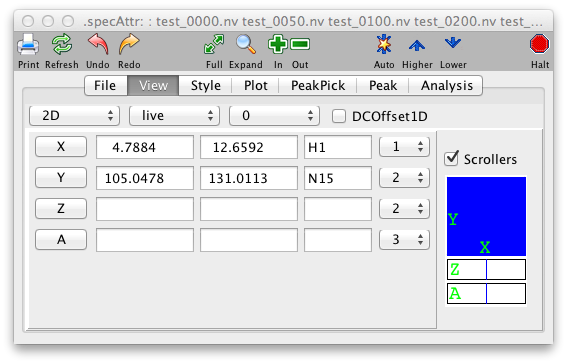 .specAttr: : test_0000.nv test_0050.nv test_0100.nv test_0200.nv test_...
Print Refresh Undo Redo Full Expand In Out Auto Higher Lower Halt
File View Style Plot PeakPick Peak Analysis
2D live 0 DCOffset1D
X 4.7884 12.6592 H1 1
Scrollers
Y 105.0478 131.0113 N15 2
Z 2
A 3
Y
X
Z
A